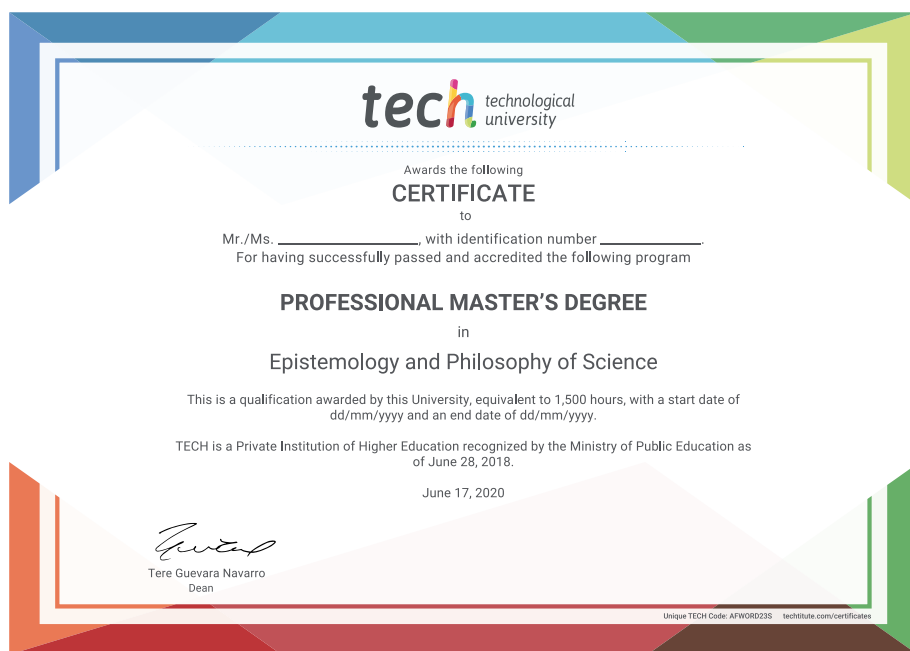 tech technological
university
Awards the following
CERTIFICATE
to
Mr./Ms. ____________________, with identification number ______________.
For having successfully passed and accredited the following program
PROFESSIONAL MASTER'S DEGREE
in
Epistemology and Philosophy of Science
This is a qualification awarded by this University, equivalent to 1,500 hours, with a start date of
dd/mm/yyyy and an end date of dd/mm/yyyy.
TECH is a Private Institution of Higher Education recognized by the Ministry of Public Education as
of June 28, 2018.
June 17, 2020
Tere Guevara Navarro
Dean
Unique TECH Code: AFWORD23S techtitute.com/certificates